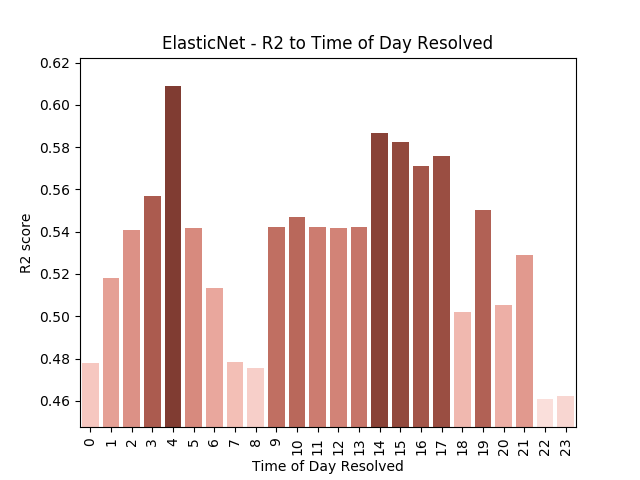 ElasticNet - R2 to Time of Day Resolved
R2 score
0.62
0.60
0.58
0.56
0.54
0.52
0.50
0.48
0.46
0 1 2 3 4 5 6 7 8 9 10 11 12 13 14 15 16 17 18 19 20 21 22 23
Time of Day Resolved